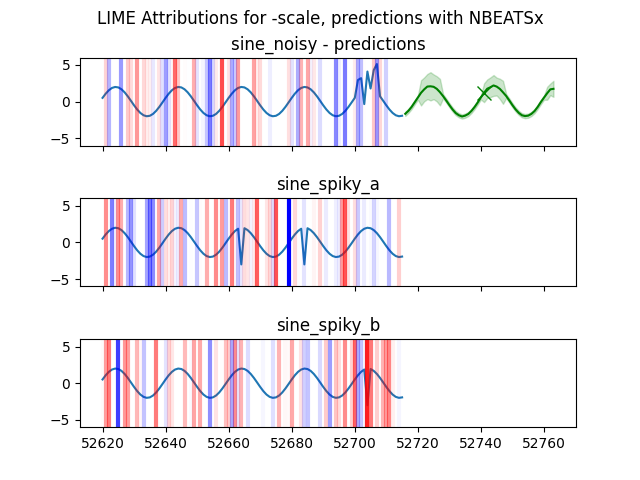 LIME Attributions for -scale, predictions with NBEATSx
sine_noisy - predictions
5
0
−5
sine_spiky_a
5
0
−5
sine_spiky_b
5
0
−5
52620 52640 52660 52680 52700 52720 52740 52760